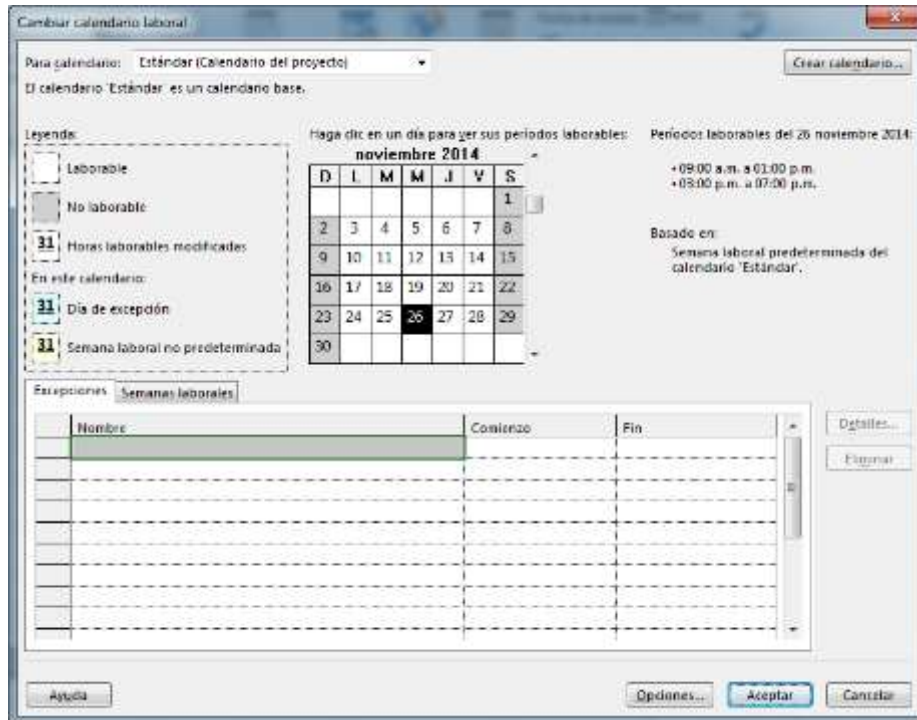 Cambiar calendario laboral
Para calendario: Estándar (Calendario del proyecto)
Crear calendario...
El calendario 'Estándar' es un calendario base.
Leyenda:
Laborable
No laborable
31 Horas laborables modificadas
En este calendario:
31 Día de excepción
31 Semana laboral no predeterminada
Haga clic en un día para ver sus períodos laborables:
noviembre 2014
D L M M J V S
1
2 3 4 5 6 7 8
9 10 11 12 13 14 15
16 17 18 19 20 21 22
23 24 25 26 27 28 29
30
Períodos laborables del 26 noviembre 2014:
• 09:00 a.m. a 01:00 p.m.
• 03:00 p.m. a 07:00 p.m.
Basado en:
Semana laboral predeterminada del
calendario 'Estándar'.
Excepciones Semanas laborales
Nombre Comienzo Fin
Detalles...
Eliminar
Ayuda Opciones... Aceptar Cancelar